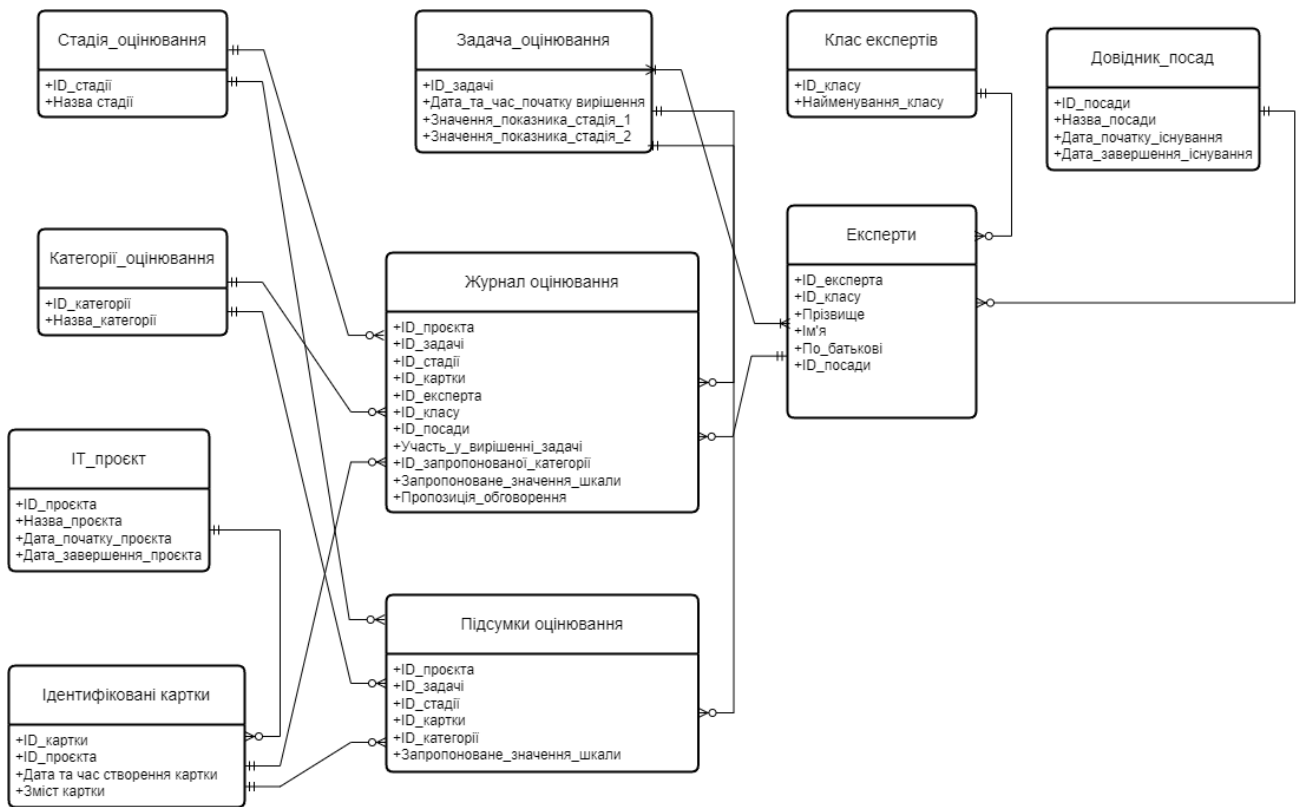 Стадія_оцінювання
+ID_стадії
+Назва стадії
Задача_оцінювання
+ID_задачі
+Дата_та_час_початку вирішення
+Значення_показника_стадія_1
+Значення_показника_стадія_2
Клас експертів
+ID_класу
+Найменування_класу
Довідник_посад
+ID_посади
+Назва_посади
+Дата_початку_існування
+Дата_завершення_існування
Категорії_оцінювання
+ID_категорії
+Назва_категорії
Журнал оцінювання
+ID_проєкта
+ID_задачі
+ID_стадії
+ID_картки
+ID_експерта
+ID_класу
+ID_посади
+Участь_у_вирішенні_задачі
+ID_запропонованої_категорії
+Запропоноване_значення_шкали
+Пропозиція_обговорення
Експерти
+ID_експерта
+ID_класу
+Прізвище
+Ім'я
+По_батькові
+ID_посади
ІТ_проєкт
+ID_проєкта
+Назва_проєкта
+Дата_початку_проєкта
+Дата_завершення_проєкта
Ідентифіковані картки
+ID_картки
+ID_проєкта
+Дата та час створення картки
+Зміст картки
Підсумки оцінювання
+ID_проєкта
+ID_задачі
+ID_стадії
+ID_картки
+ID_категорії
+Запропоноване_значення_шкали